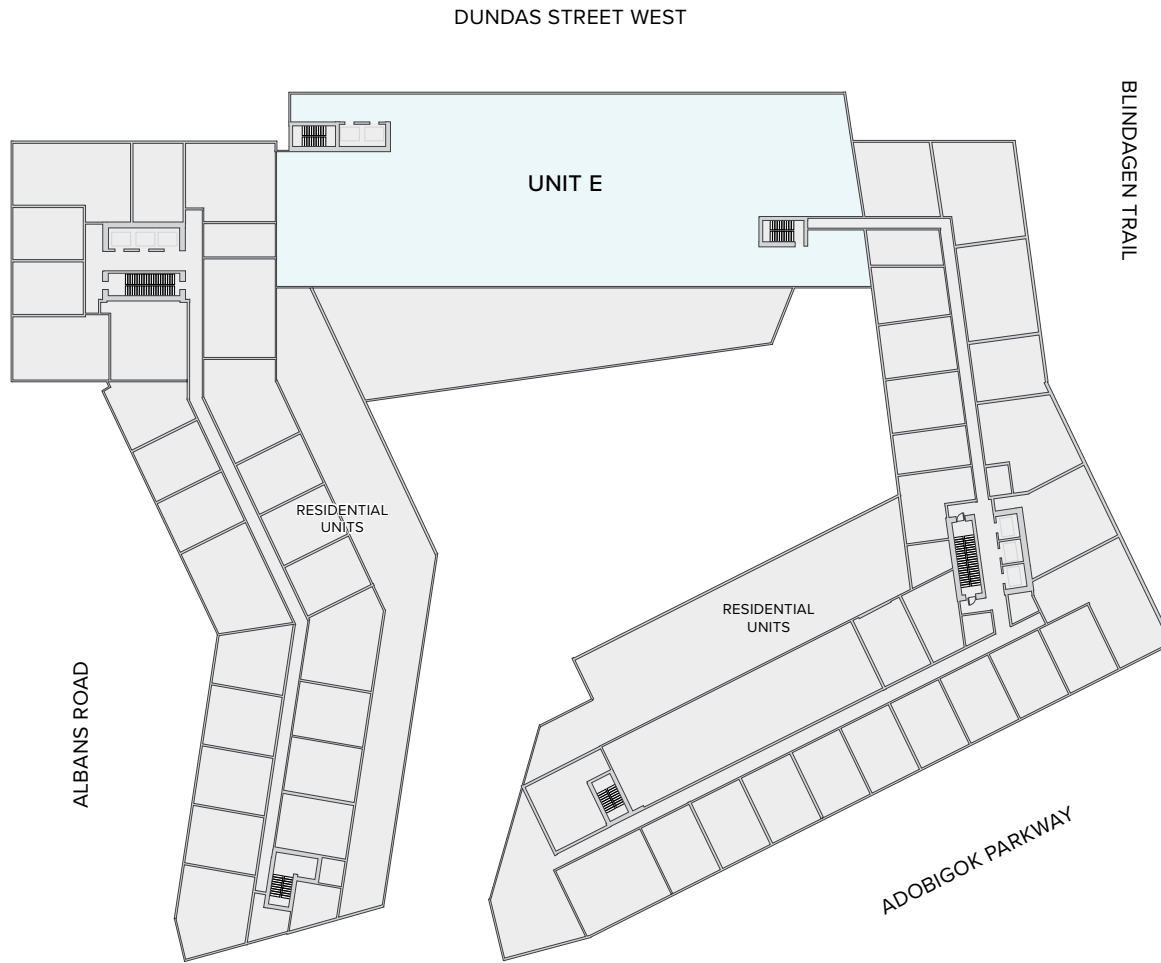 DUNDAS STREET WEST
BLINDAGEN TRAIL
UNIT E
RESIDENTIAL
UNITS
RESIDENTIAL
UNITS
ALBANS ROAD
ADOBIGOK PARKWAY